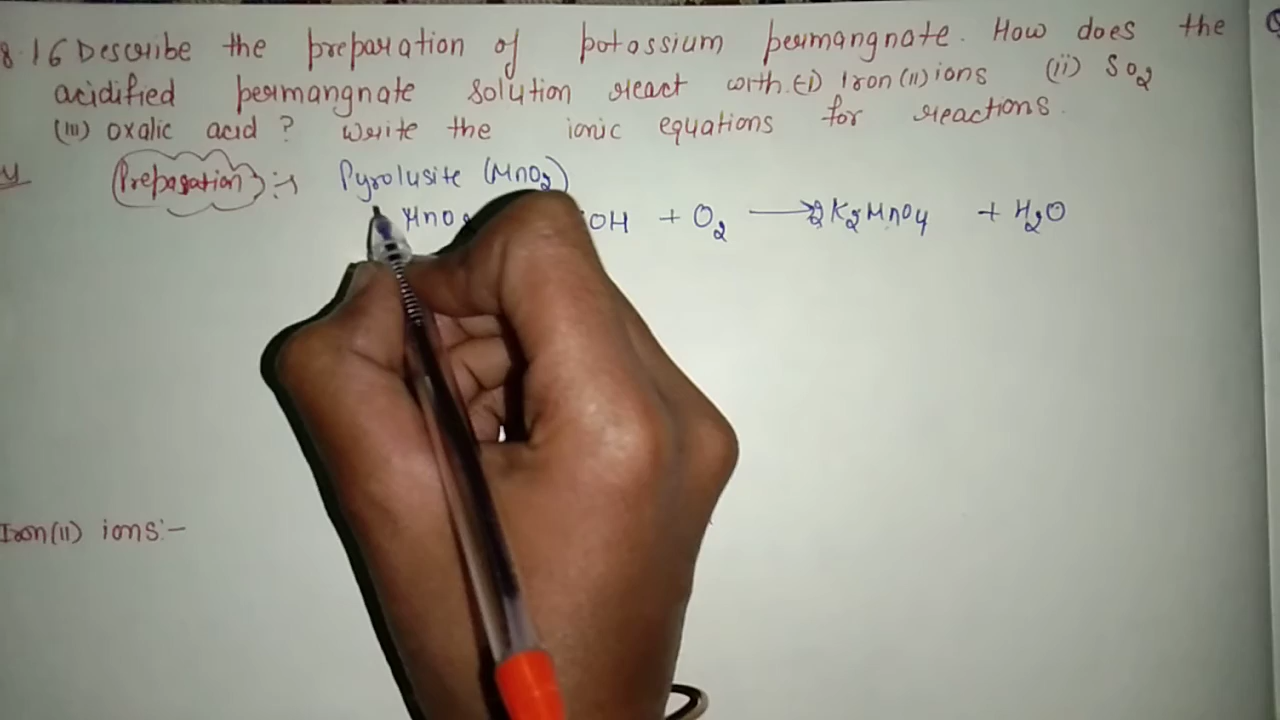 8.16 Describe the preparation of potossium permangnate. How does the
acidified permangnate solution react with (i) Iron(II) ions (ii) SO2
(III) oxalic acid ? Write the ionic equations for reactions.
Preparation :- Pyrolusite (MnO2)
MnO OH + O2 → 2K2MnO4 + H2O
Iron(II) ions:-